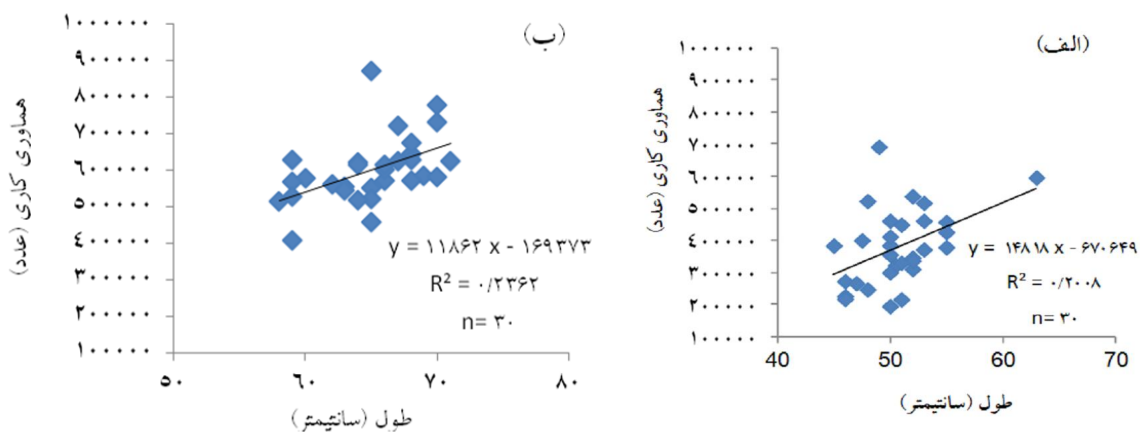 (الف)
هماوری کاری (عدد)
۱۰۰۰۰۰۰
۹۰۰۰۰۰
۸۰۰۰۰۰
۷۰۰۰۰۰
۶۰۰۰۰۰
۵۰۰۰۰۰
۴۰۰۰۰۰
۳۰۰۰۰۰
۲۰۰۰۰۰
۱۰۰۰۰۰
y = ۱۴۸۱۸ x - ۶۷۰۶۴۹
R² = ۰/۲۰۰۸
n= ۳۰
40 50 60 70
طول (سانتیمتر)
(ب)
هماوری کاری (عدد)
۱۰۰۰۰۰۰
۹۰۰۰۰۰
۸۰۰۰۰۰
۷۰۰۰۰۰
۶۰۰۰۰۰
۵۰۰۰۰۰
۴۰۰۰۰۰
۳۰۰۰۰۰
۲۰۰۰۰۰
۱۰۰۰۰۰
y = ۱۱۸۶۲ x - ۱۶۹۳۷۳
R² = ۰/۲۳۶۲
n= ۳۰
۵۰ ۶۰ ۷۰ ۸۰
طول (سانتیمتر)